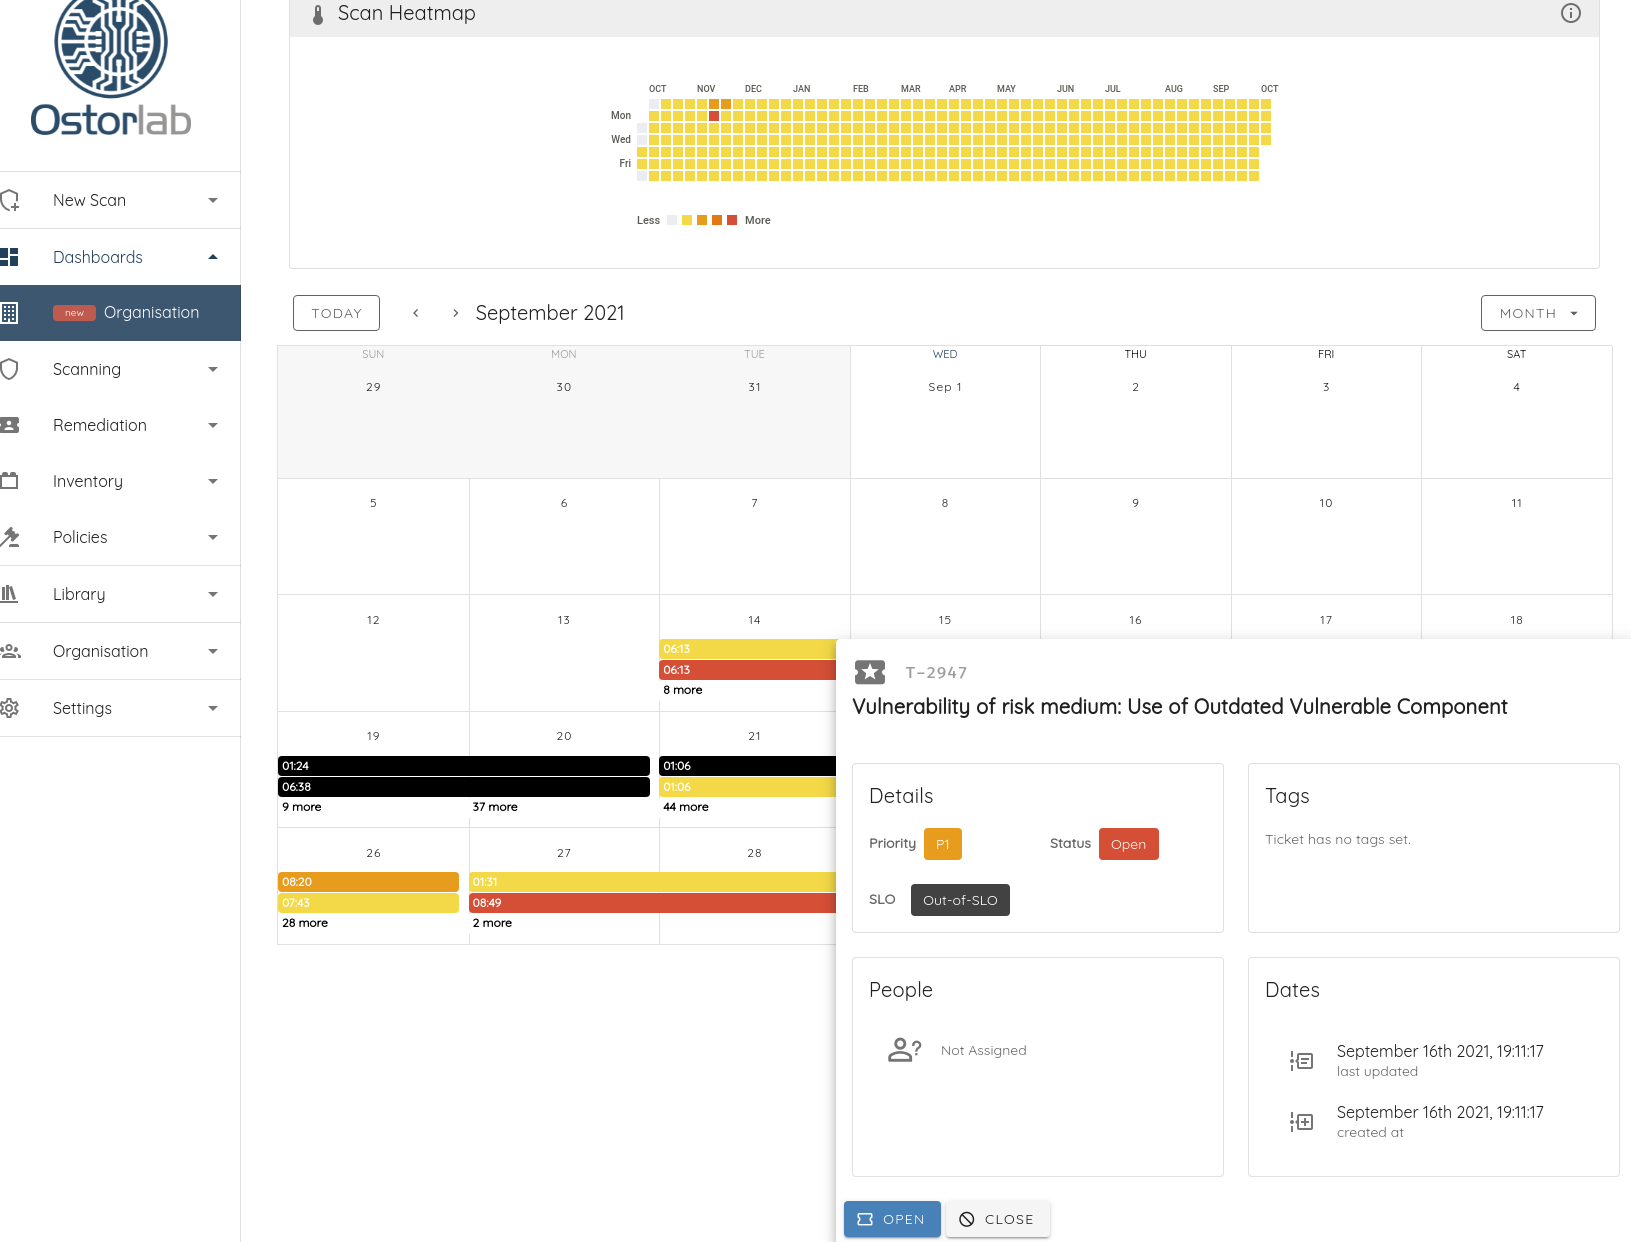 Ostorlab
New Scan
Dashboards
new Organisation
Scanning
Remediation
Inventory
Policies
Library
Organisation
Settings
Scan Heatmap
OCT NOV DEC JAN FEB MAR APR MAY JUN JUL AUG SEP OCT
Mon
Wed
Fri
Less More
TODAY September 2021 MONTH
SUN MON TUE WED THU FRI SAT
29 30 31 Sep 1 2 3 4
5 6 7 8 9 10 11
12 13 14 15 16 17 18
06:13
06:13
8 more
19 20 21
01:24 01:06
06:38 01:06
9 more 37 more 44 more
26 27 28
08:20 01:31
07:43 08:49
28 more 2 more
T-2947
Vulnerability of risk medium: Use of Outdated Vulnerable Component
Details
Priority P1 Status Open
SLO Out-of-SLO
Tags
Ticket has no tags set.
People
Not Assigned
Dates
September 16th 2021, 19:11:17
last updated
September 16th 2021, 19:11:17
created at
OPEN CLOSE